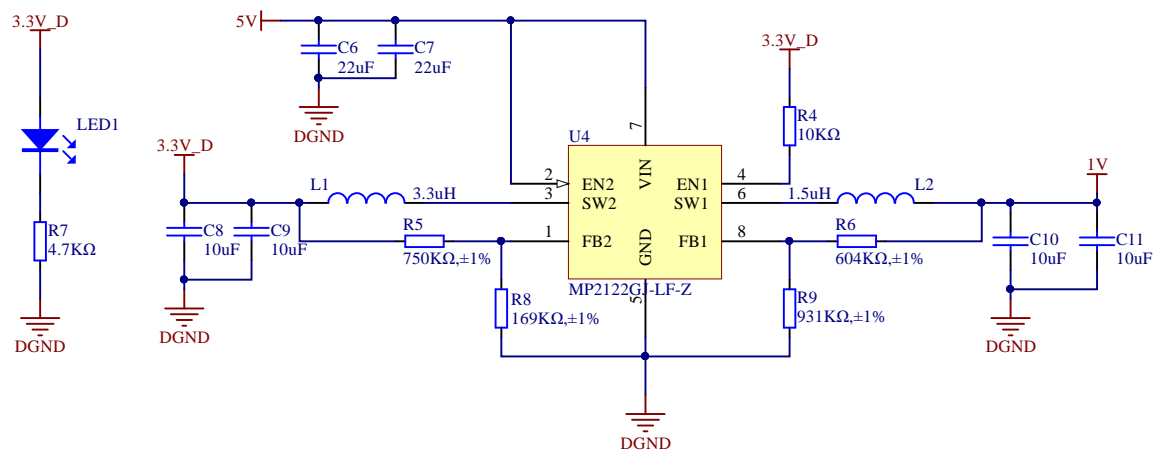 3.3V_D
LED1
R7
4.7KΩ
DGND
5V
C6
22uF
C7
22uF
DGND
3.3V_D
L1
3.3uH
C8
10uF
C9
10uF
DGND
R5
750KΩ,±1%
R8
169KΩ,±1%
U4
7
VIN
2
EN2
3
SW2
1
FB2
EN1
4
SW1
6
FB1
8
GND
5
MP2122GJ-LF-Z
DGND
3.3V_D
R4
10KΩ
1.5uH
L2
R6
604KΩ,±1%
R9
931KΩ,±1%
1V
C10
10uF
C11
10uF
DGND